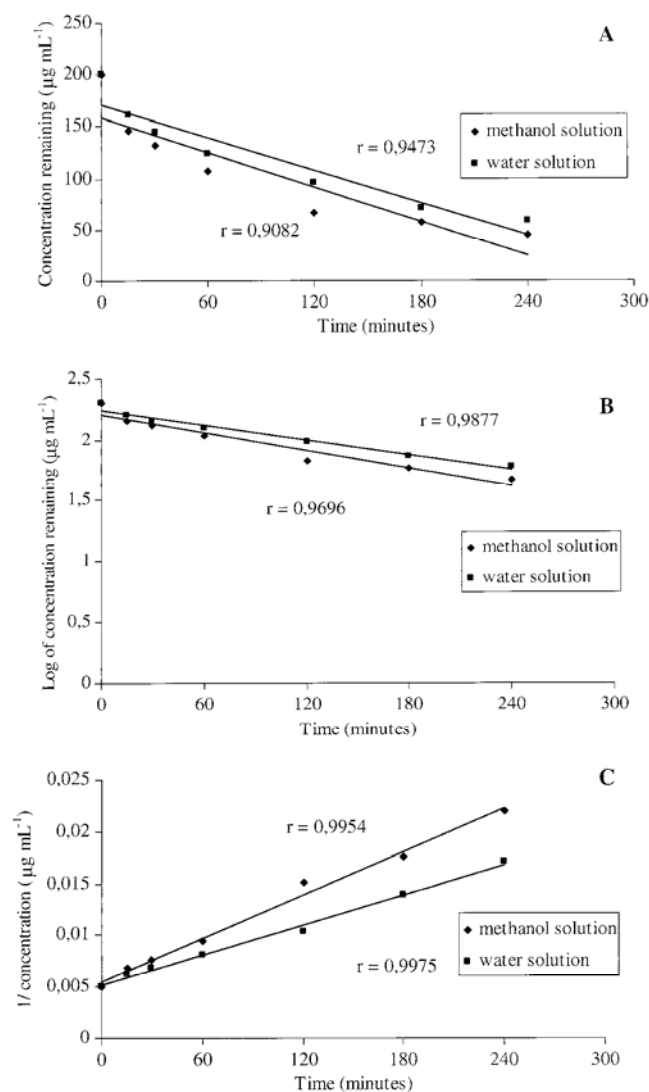 A
Concentration remaining (µg mL⁻¹)
250
200
150
100
50
0
r = 0,9473
r = 0,9082
methanol solution
water solution
0 60 120 180 240 300
Time (minutes)
B
Log of concentration remaining (µg mL⁻¹)
2,5
2
1,5
1
0,5
0
r = 0,9877
r = 0,9696
methanol solution
water solution
0 60 120 180 240 300
Time (minutes)
C
1/ concentration (µg mL⁻¹)
0,025
0,02
0,015
0,01
0,005
0
r = 0,9954
r = 0,9975
methanol solution
water solution
0 60 120 180 240 300
Time (minutes)